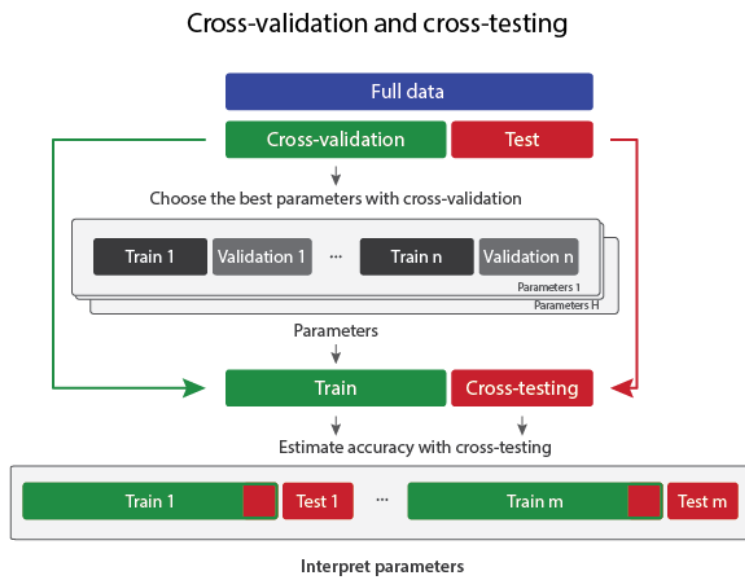 Cross-validation and cross-testing
Full data
Cross-validation Test
Choose the best parameters with cross-validation
Train 1 Validation 1 ... Train n Validation n
Parameters 1
Parameters H
Parameters
Train Cross-testing
Estimate accuracy with cross-testing
Train 1 Test 1 ... Train m Test m
Interpret parameters